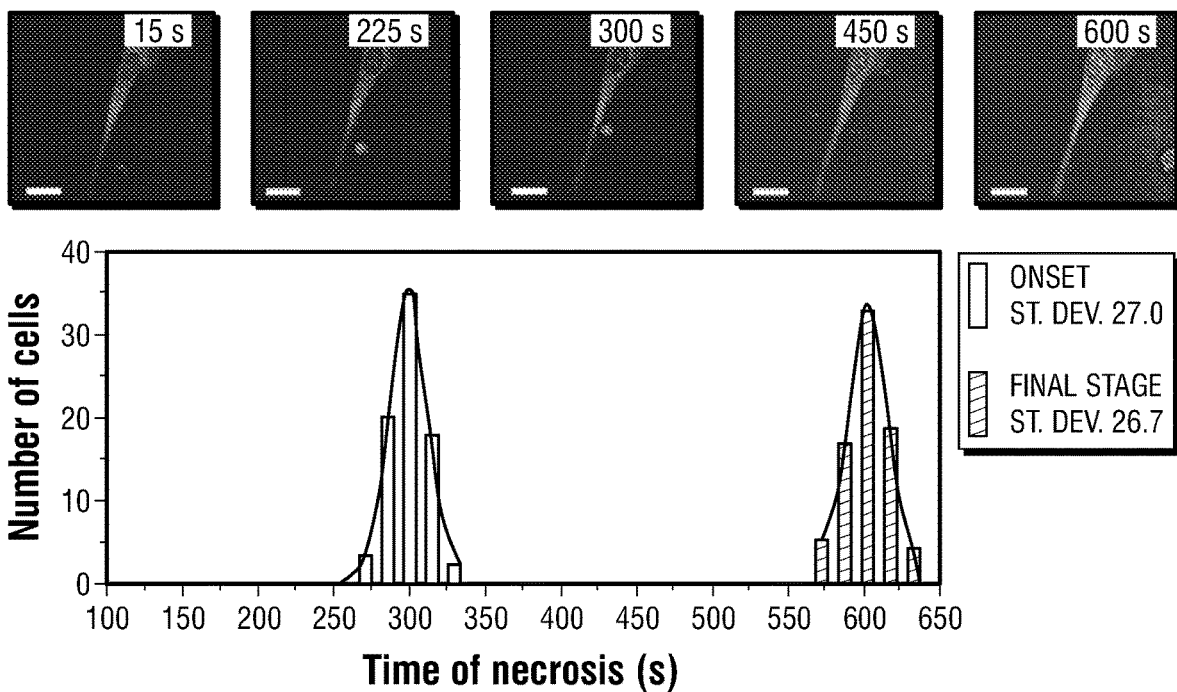 15 s
225 s
300 s
450 s
600 s
40
30
20
10
0
Number of cells
100 150 200 250 300 350 400 450 500 550 600 650
Time of necrosis (s)
ONSET
ST. DEV. 27.0
FINAL STAGE
ST. DEV. 26.7